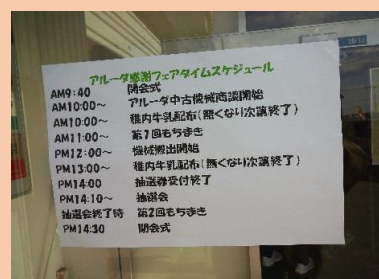 アルーダ感謝フェアタイムスケジュール
AM9:40 開会式
AM10:00～ アルーダ中古機械商談開始
AM10:00～ 稚内牛乳配布(無くなり次第終了)
AM11:00～ 第1回もちまき
PM12:00～ 機械搬出開始
PM13:00～ 稚内牛乳配布(無くなり次第終了)
PM14:00 抽選券受付終了
PM14:10～ 抽選会
抽選会終了時 第2回もちまき
PM14:30 閉会式